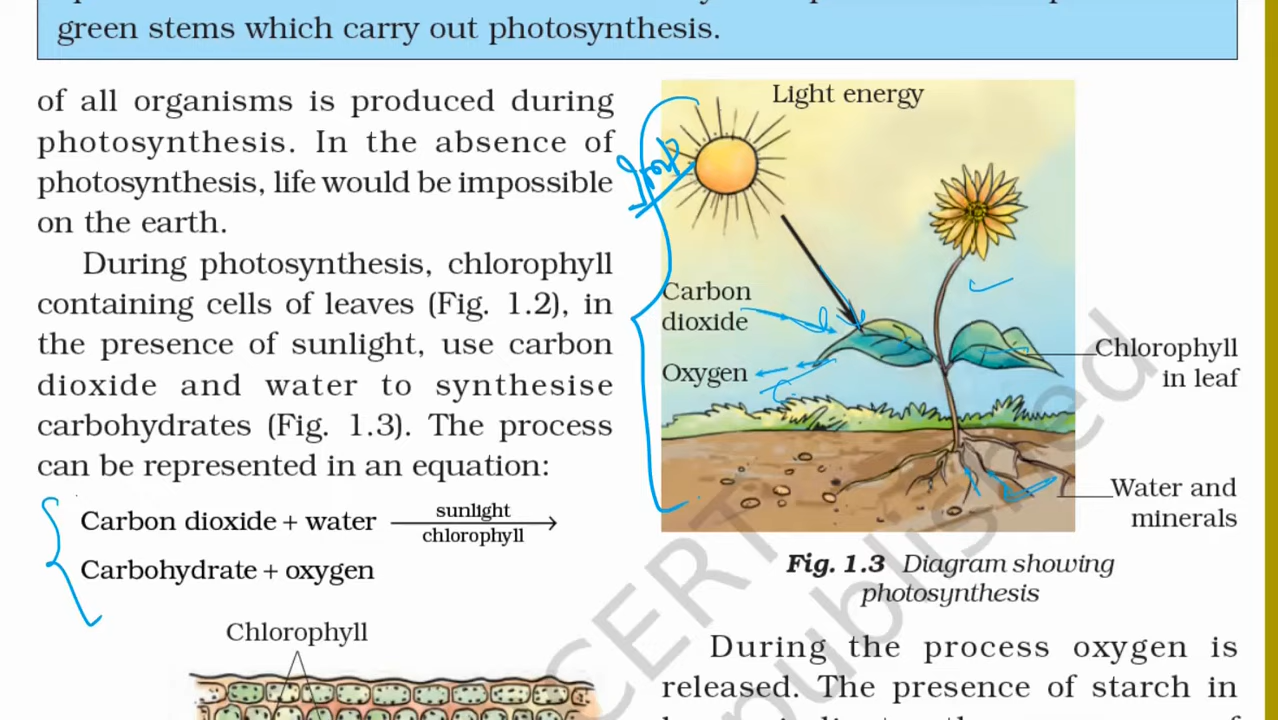 green stems which carry out photosynthesis.
of all organisms is produced during
photosynthesis. In the absence of
photosynthesis, life would be impossible
on the earth.
During photosynthesis, chlorophyll
containing cells of leaves (Fig. 1.2), in
the presence of sunlight, use carbon
dioxide and water to synthesise
carbohydrates (Fig. 1.3). The process
can be represented in an equation:
sunlight
Carbon dioxide + water
chlorophyll
Carbohydrate + oxygen
Chlorophyll
Light energy
Carbon
dioxide
Oxygen
Chlorophyll
in leaf
Water and
minerals
Fig. 1.3 Diagram showing
photosynthesis
During the process oxygen is
released. The presence of starch in